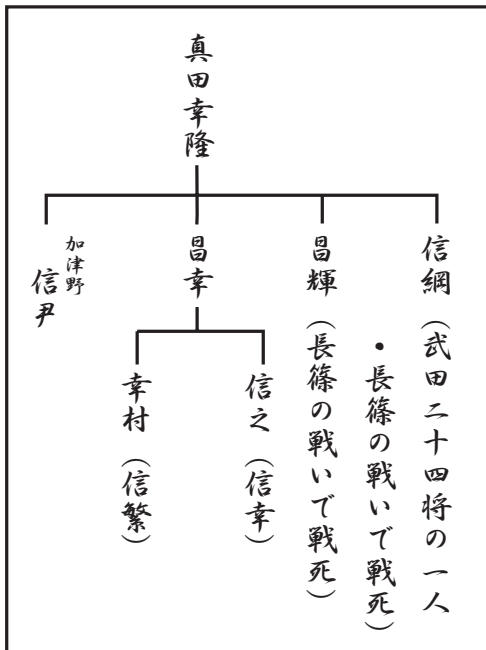 真田幸隆
信綱（武田二十四将の一人
・長篠の戦いで戦死）
昌輝（長篠の戦いで戦死）
昌幸
信之（信幸）
幸村（信繁）
加津野
信尹